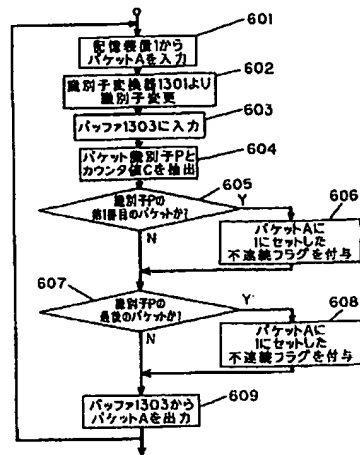 601
記憶装置1から
パケットAを入力
602
識別子変換器1301より
識別子変更
603
バッファ1303に入力
604
パケット識別子Pと
カウンタ値Cを抽出
605
識別子Pの
第1番目のパケットか?
Y
N
606
パケットAに
1にセットした
不連続フラグを付与
607
識別子Pの
最後のパケットか?
Y
N
608
パケットAに
1にセットした
不連続フラグを付与
バッファ1303から
パケットAを出力
609